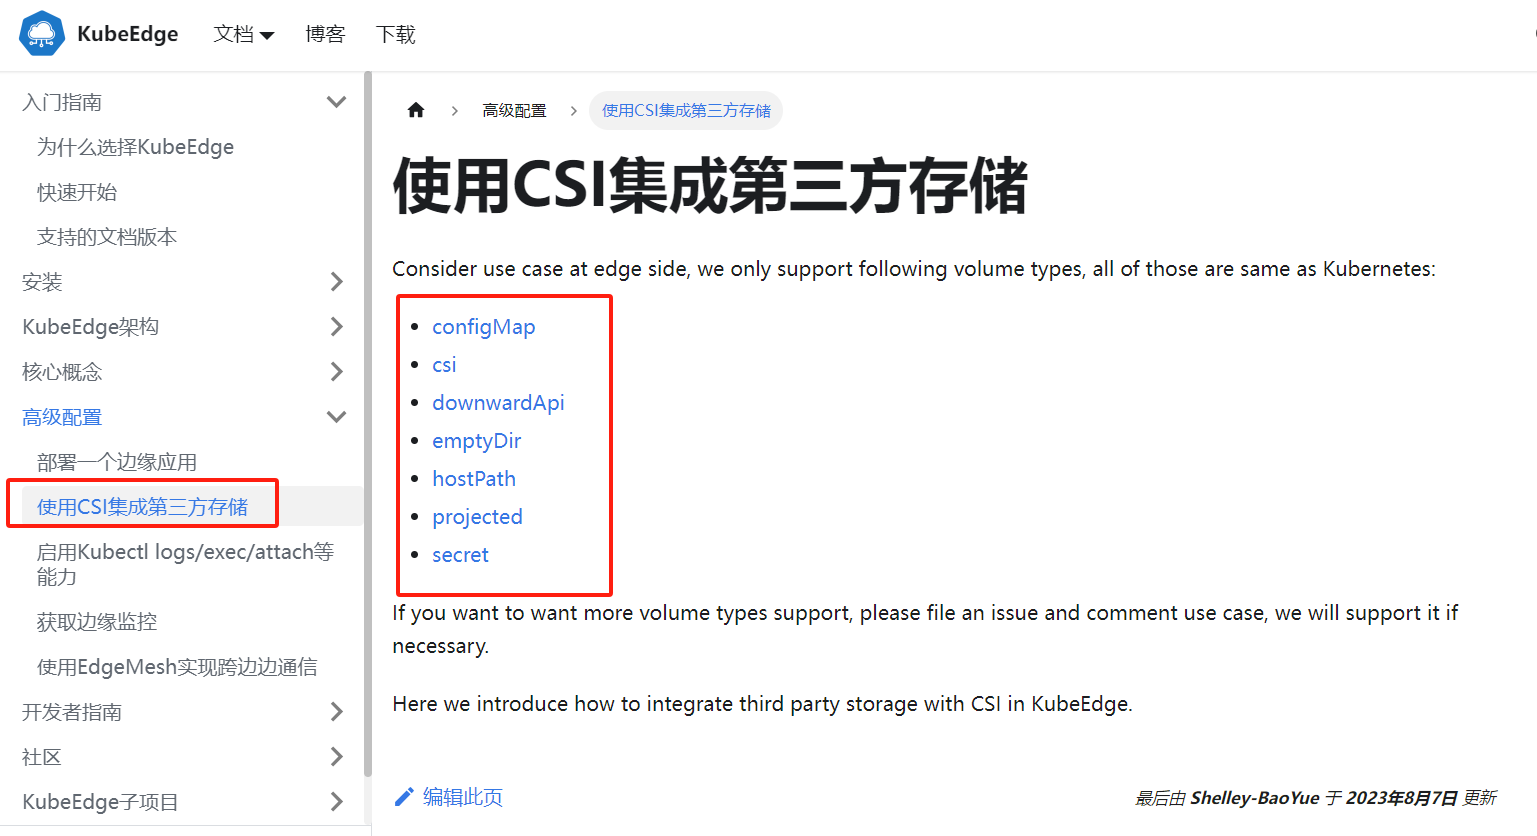 KubeEdge 文档 博客 下载
入门指南
为什么选择KubeEdge
快速开始
支持的文档版本
安装
KubeEdge架构
核心概念
高级配置
部署一个边缘应用
使用CSI集成第三方存储
启用Kubectl logs/exec/attach等
能力
获取边缘监控
使用EdgeMesh实现跨边边通信
开发者指南
社区
KubeEdge子项目
高级配置 使用CSI集成第三方存储
使用CSI集成第三方存储
Consider use case at edge side, we only support following volume types, all of those are same as Kubernetes:
configMap
csi
downwardApi
emptyDir
hostPath
projected
secret
If you want to want more volume types support, please file an issue and comment use case, we will support it if
necessary.
Here we introduce how to integrate third party storage with CSI in KubeEdge.
编辑此页
最后由 Shelley-BaoYue 于 2023年8月7日 更新